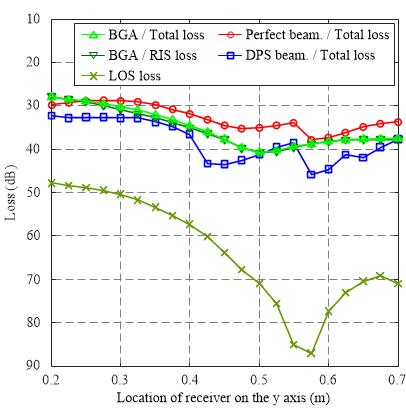 10
20
30
40
50
60
70
80
90
Loss (dB)
BGA / Total loss
Perfect beam. / Total loss
BGA / RIS loss
DPS beam. / Total loss
LOS loss
0.2
0.3
0.4
0.5
0.6
0.7
Location of receiver on the y axis (m)